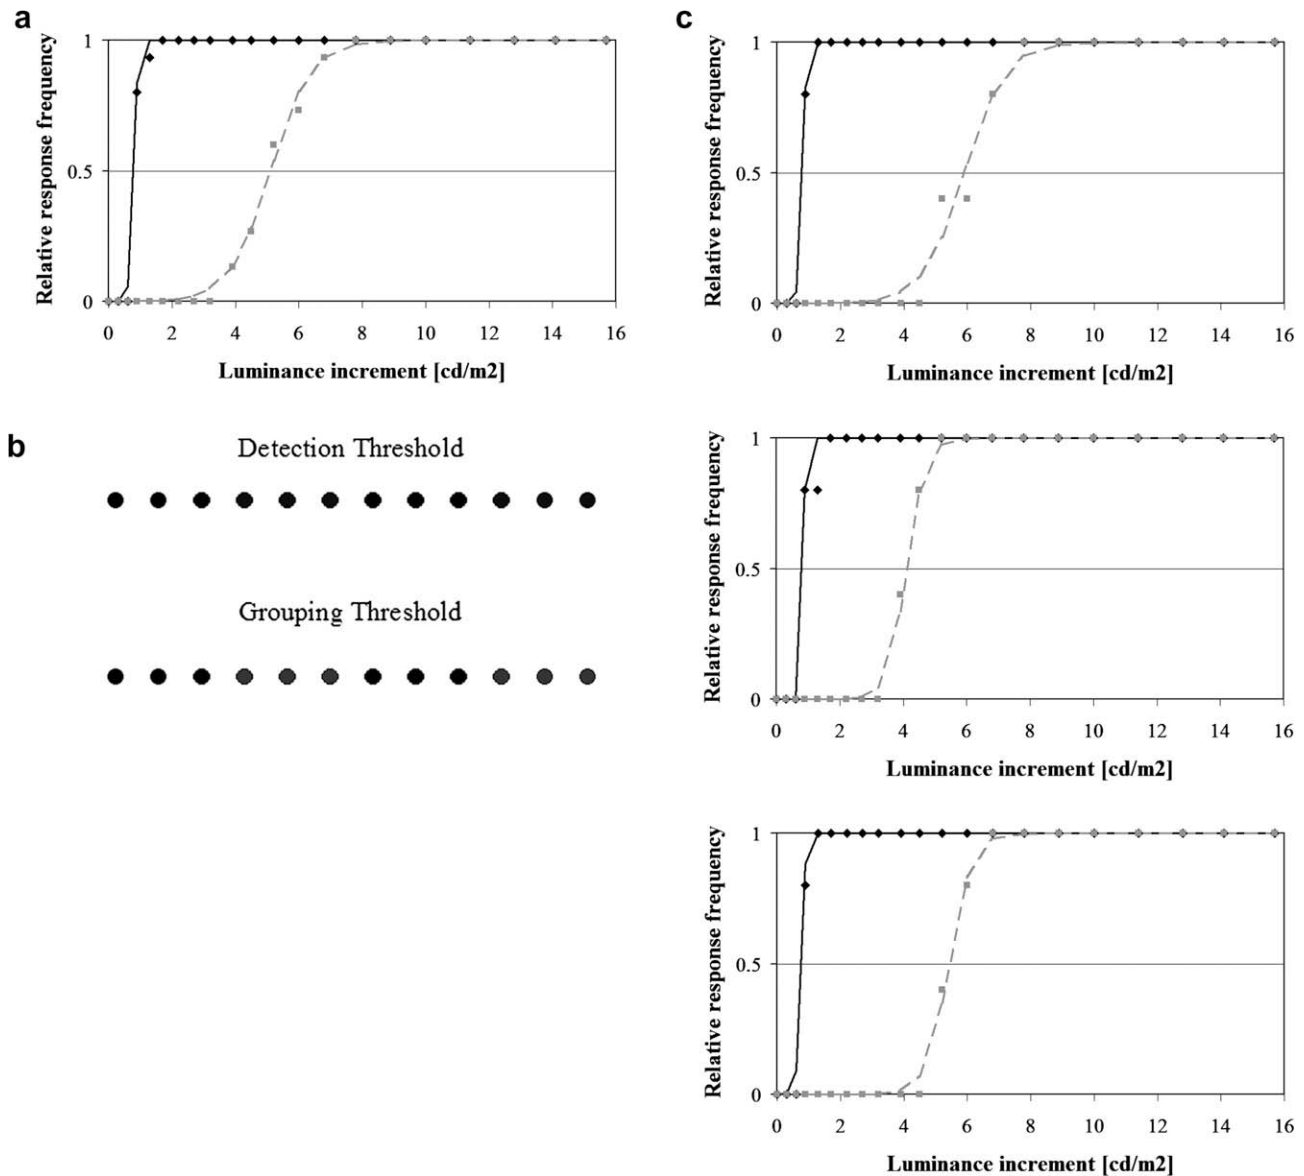 a
Relative response frequency
1
0.5
0
0 2 4 6 8 10 12 14 16
Luminance increment [cd/m2]
b
Detection Threshold
Grouping Threshold
c
Relative response frequency
1
0.5
0
0 2 4 6 8 10 12 14 16
Luminance increment [cd/m2]
Relative response frequency
1
0.5
0
0 2 4 6 8 10 12 14 16
Luminance increment [cd/m2]
Relative response frequency
1
0.5
0
0 2 4 6 8 10 12 14 16
Luminance increment [cd/m2]